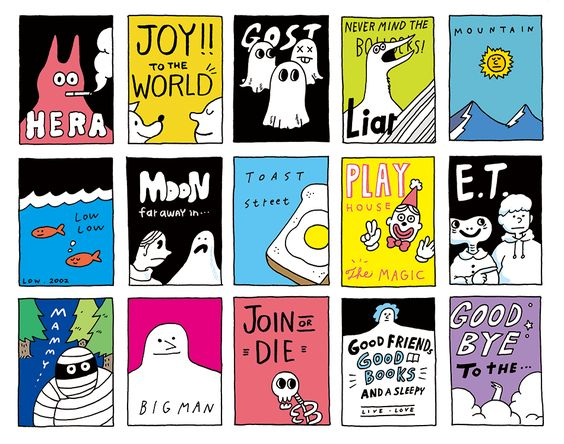 HERA
JOY!!
TO THE
WORLD
GOST
NEVER MIND THE
BOLLOCKS!
Liar
MOUNTAIN
LOW
LOW
LOW. 2002
MOON
far away in...
TOAST
street
PLAY
HOUSE
The MAGIC
E.T.
MAMMY
BIG MAN
JOIN OR
= DIE =
GOOD FRIENDS
GOOD
BOOKS
AND A SLEEPY
LIVE · LOVE
GOOD
BYE
TO THE...